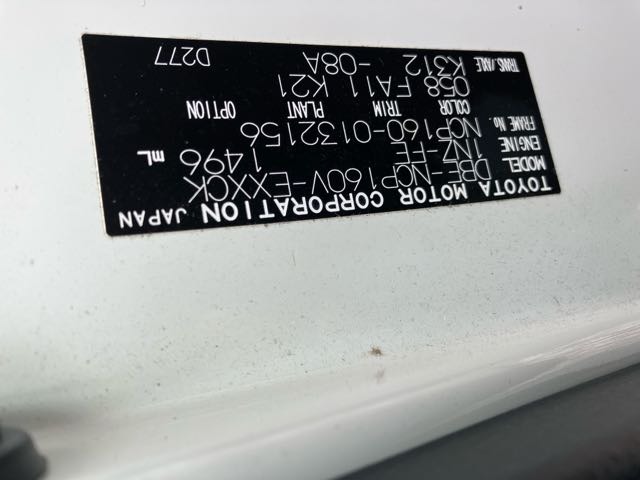 TOYOTA MOTOR CORPORATION JAPAN
MODEL DBE-NCP160V-EXXCK
ENGINE 1NZ-FE 1496 mL
FRAME No. NCP160-0132156
COLOR TRIM PLANT OPTION
058 FA11 K21
TRANS./AXLE K312 -08A D277